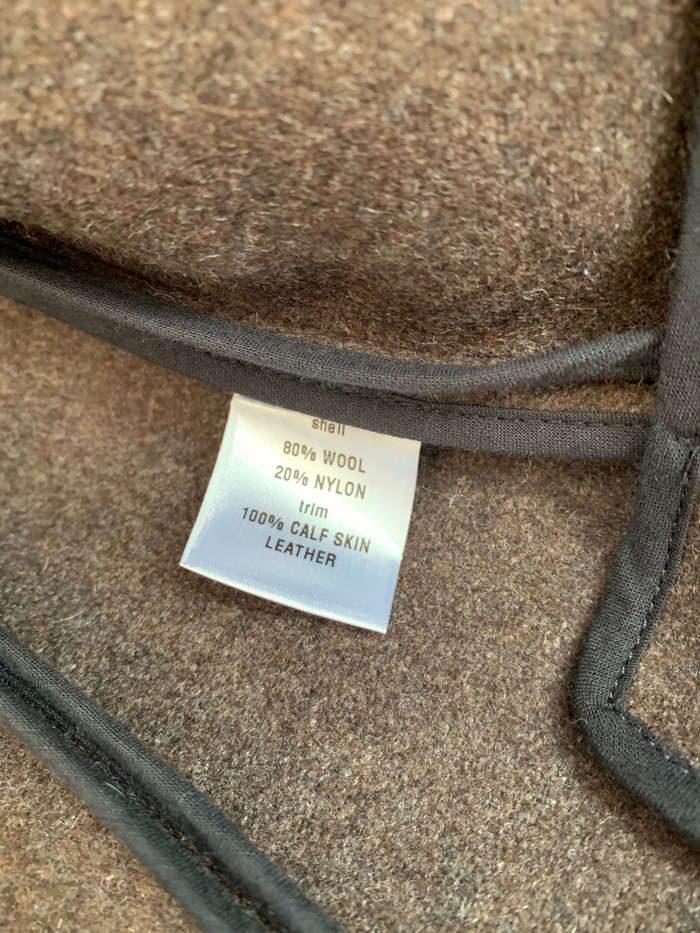 shell
80% WOOL
20% NYLON
trim
100% CALF SKIN
LEATHER